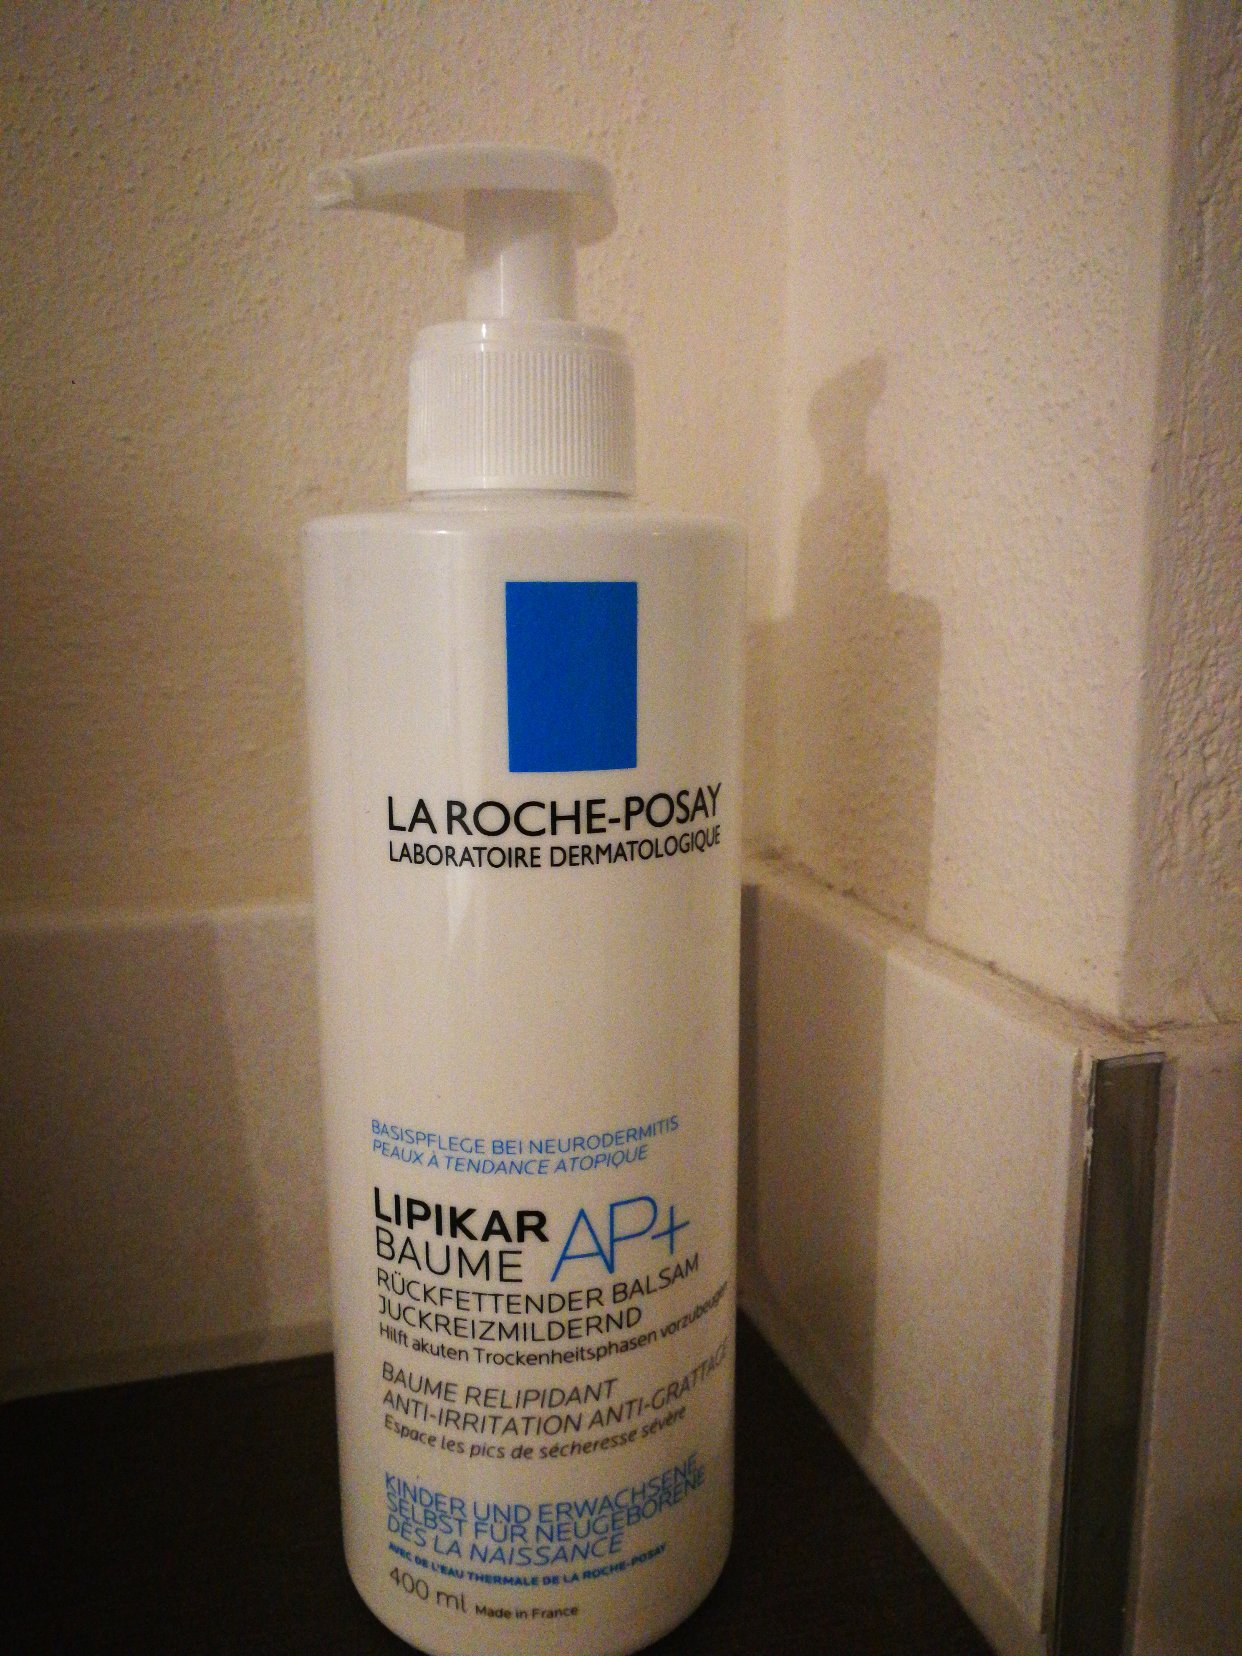 LA ROCHE-POSAY
LABORATOIRE DERMATOLOGIQUE
BASISPFLEGE BEI NEURODERMITIS
PEAUX À TENDANCE ATOPIQUE
LIPIKAR
BAUME AP+
RÜCKFETTENDER BALSAM
JUCKREIZMILDERND
Hilft akuten Trockenheitsphasen vorzubeugen
BAUME RELIPIDANT
ANTI-IRRITATION ANTI-GRATTAGE
Espace les pics de sécheresse sévère
KINDER UND ERWACHSENE
SELBST FÜR NEUGEBORENE
DÈS LA NAISSANCE
AVEC DE L'EAU THERMALE DE LA ROCHE-POSAY
400 ml Made in France